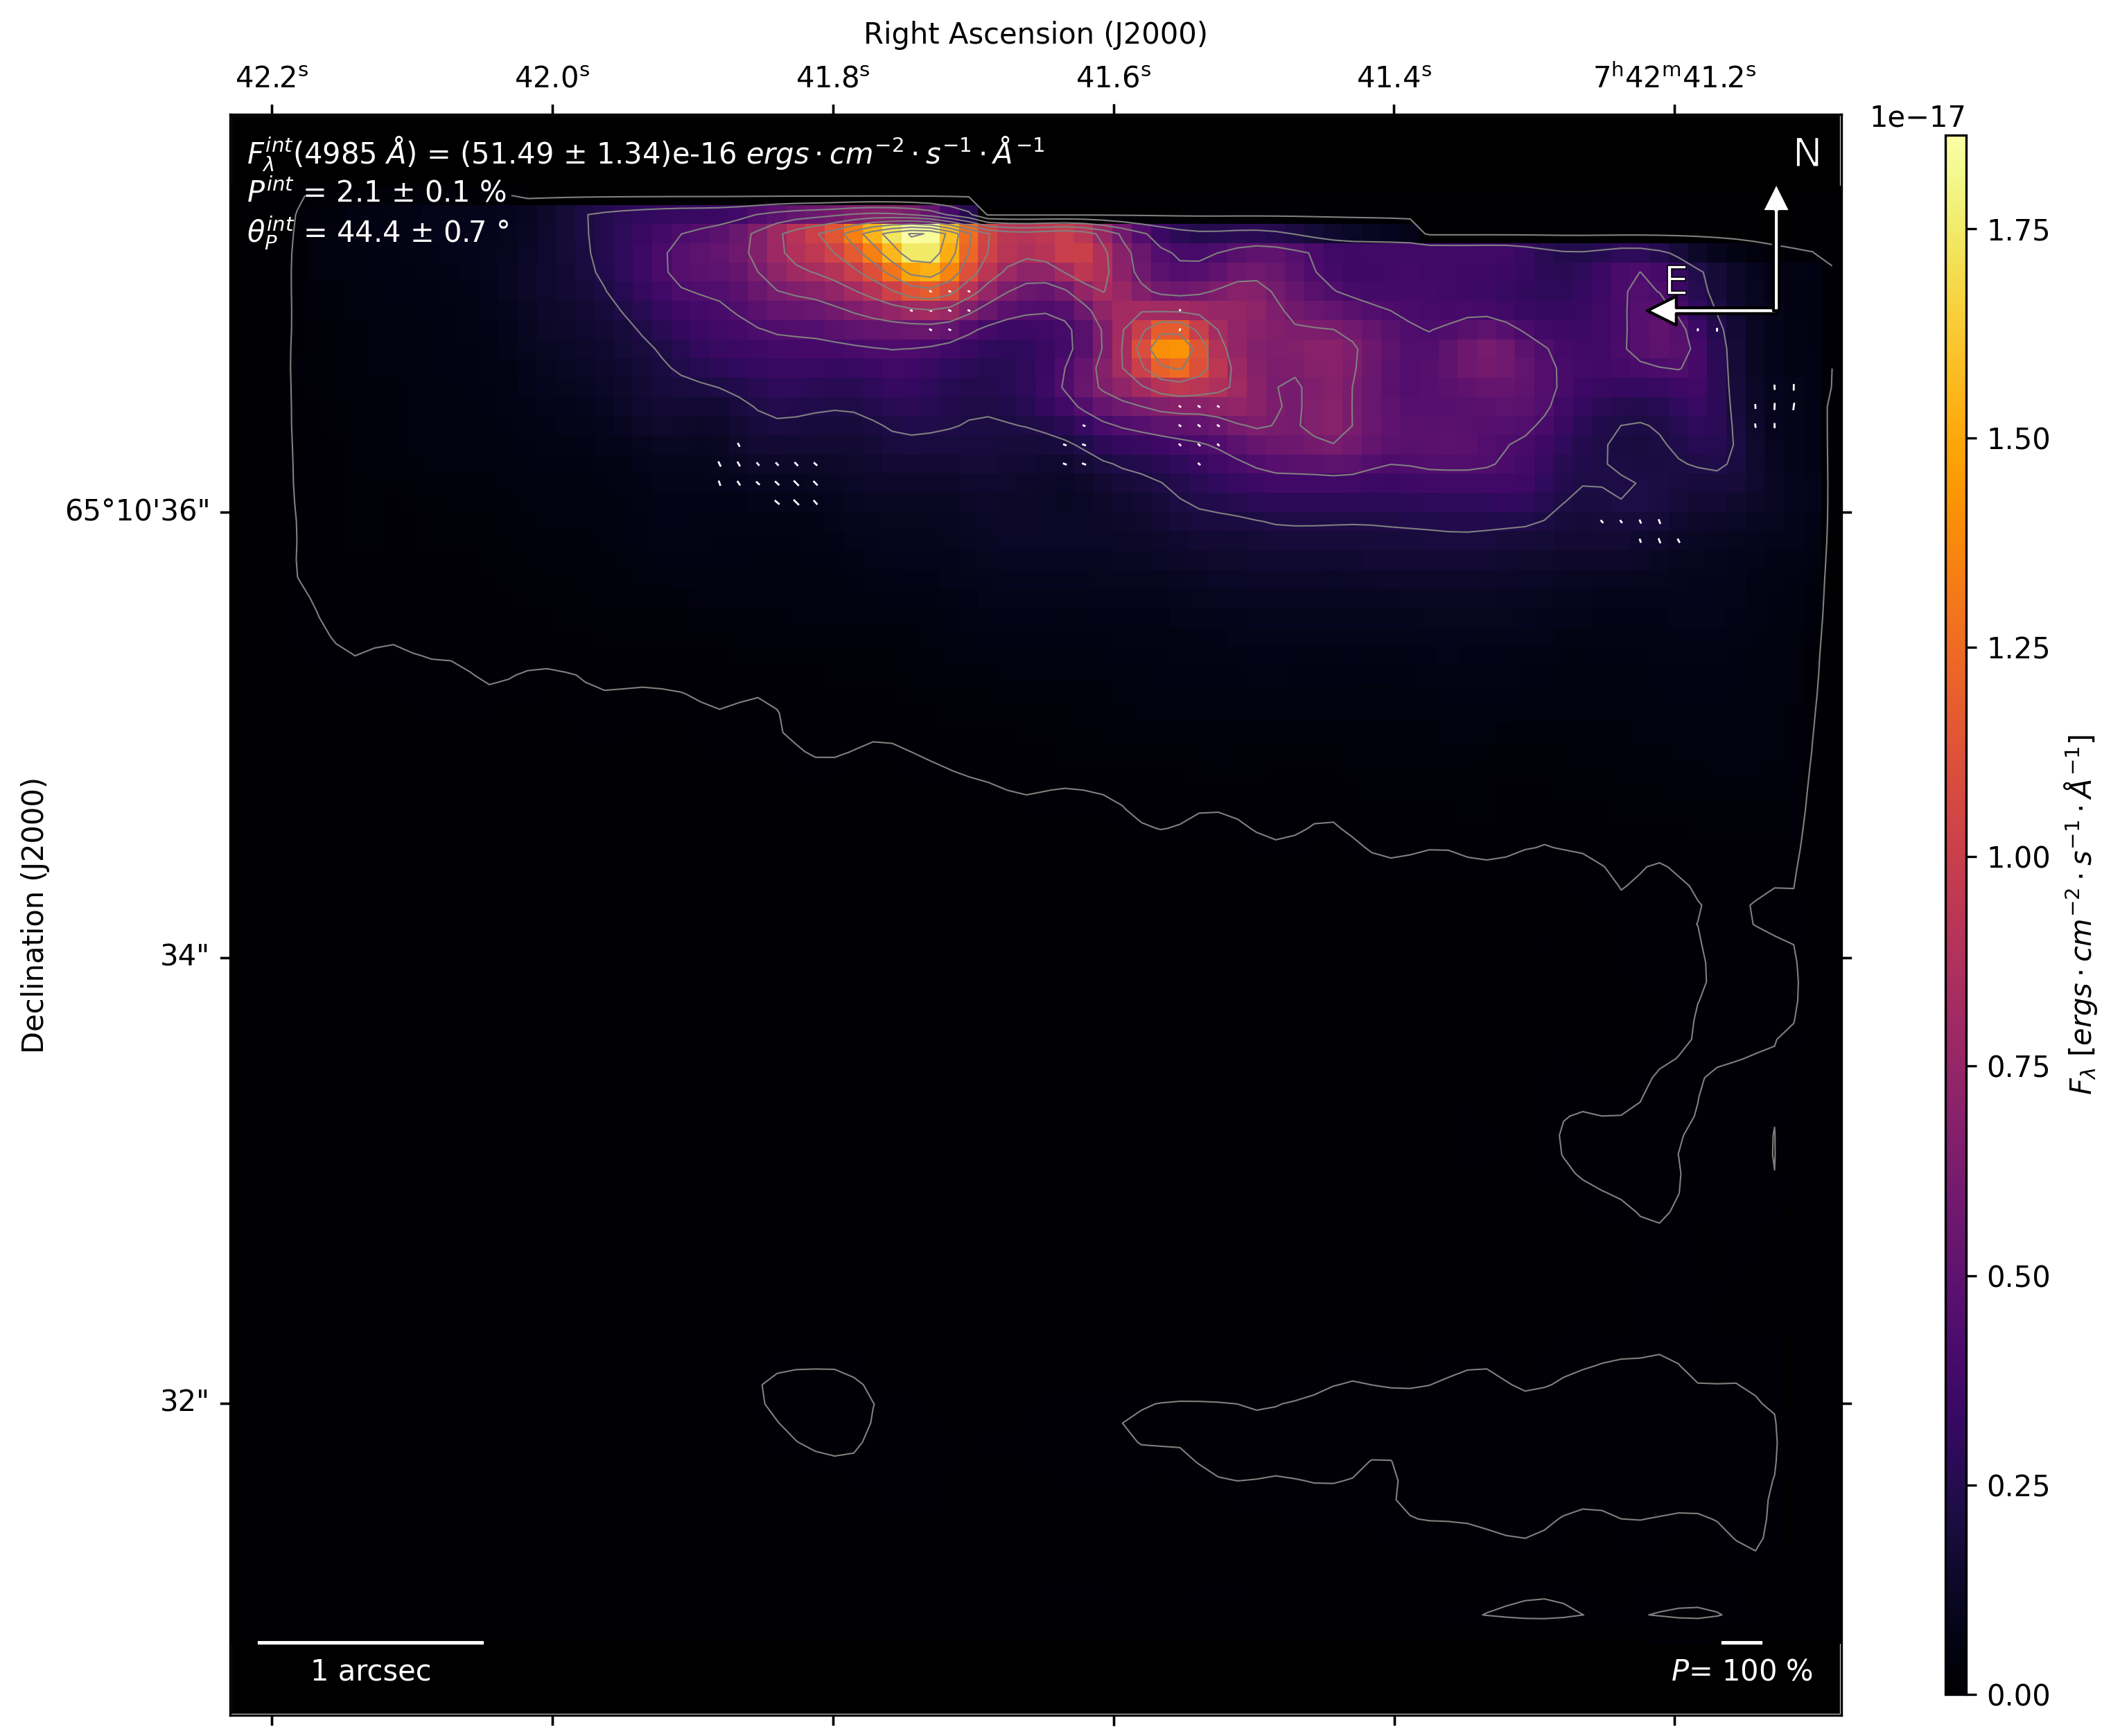 Right Ascension (J2000)
42.2ˢ 42.0ˢ 41.8ˢ 41.6ˢ 41.4ˢ 7ʰ42ᵐ41.2ˢ
1e−17
F_λ^int(4985 Å) = (51.49 ± 1.34)e-16 ergs · cm⁻² · s⁻¹ · Å⁻¹
P^int = 2.1 ± 0.1 %
θ_P^int = 44.4 ± 0.7 °
N
E
65°10'36"
34"
32"
Declination (J2000)
1 arcsec
P= 100 %
1.75
1.50
1.25
1.00
0.75
0.50
0.25
0.00
F_λ [ergs · cm⁻² · s⁻¹ · Å⁻¹]